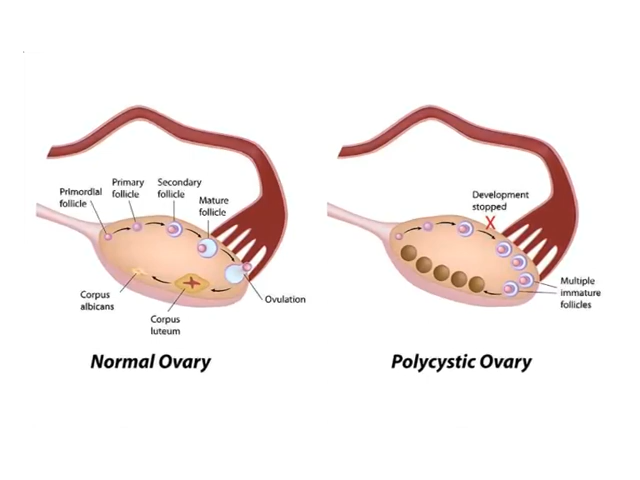 Primordial
follicle
Primary
follicle
Secondary
follicle
Mature
follicle
Ovulation
Corpus
luteum
Corpus
albicans
Normal Ovary
Development
stopped
X
Multiple
immature
follicles
Polycystic Ovary